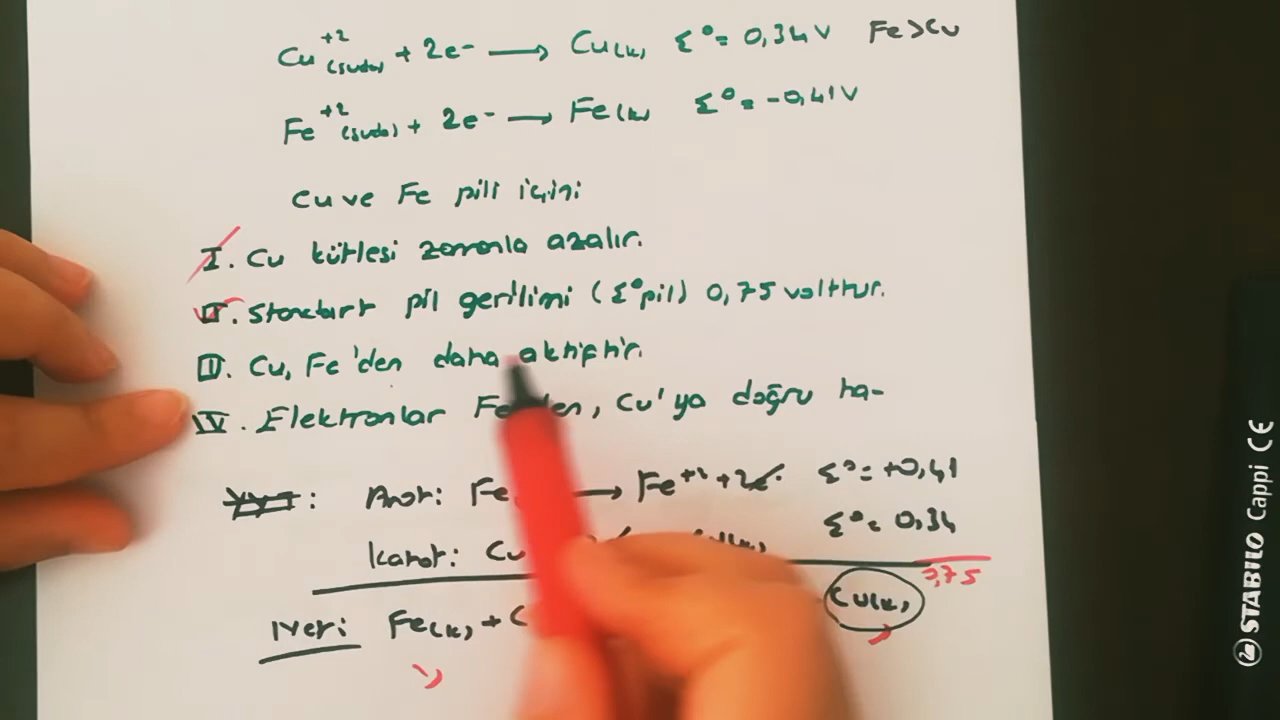 Cu+2(suda) + 2e- → Cu(k) Ɛ°= 0,34V Fe>Cu
Fe+2(suda) + 2e- → Fe(k) Ɛ°= -0,41V
Cu ve Fe pili için;
I. Cu kütlesi zamanla azalır.
II. Standart pil gerilimi (Ɛ°pil) 0,75 volttur.
III. Cu, Fe'den daha aktiftir.
IV. Elektronlar Cu'ya doğru ha-
: Anot: Fe → Fe+2 + 2e- Ɛ°= +0,41
Katot: Cu Ɛ°= 0,34
0,75
Net: Fe(k) + C Cu(k)
STABILO Cappi CE